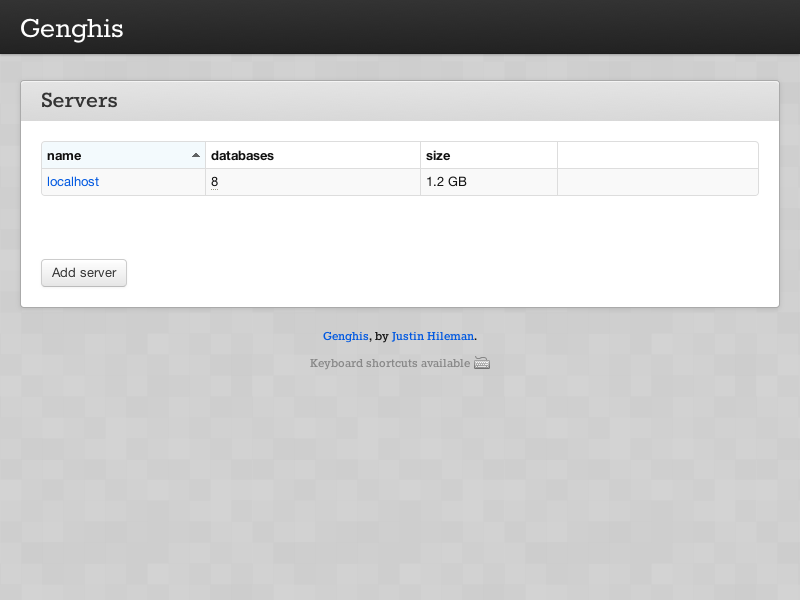 Genghis
Servers
name databases size
localhost 8 1.2 GB
Add server
Genghis, by Justin Hileman.
Keyboard shortcuts available